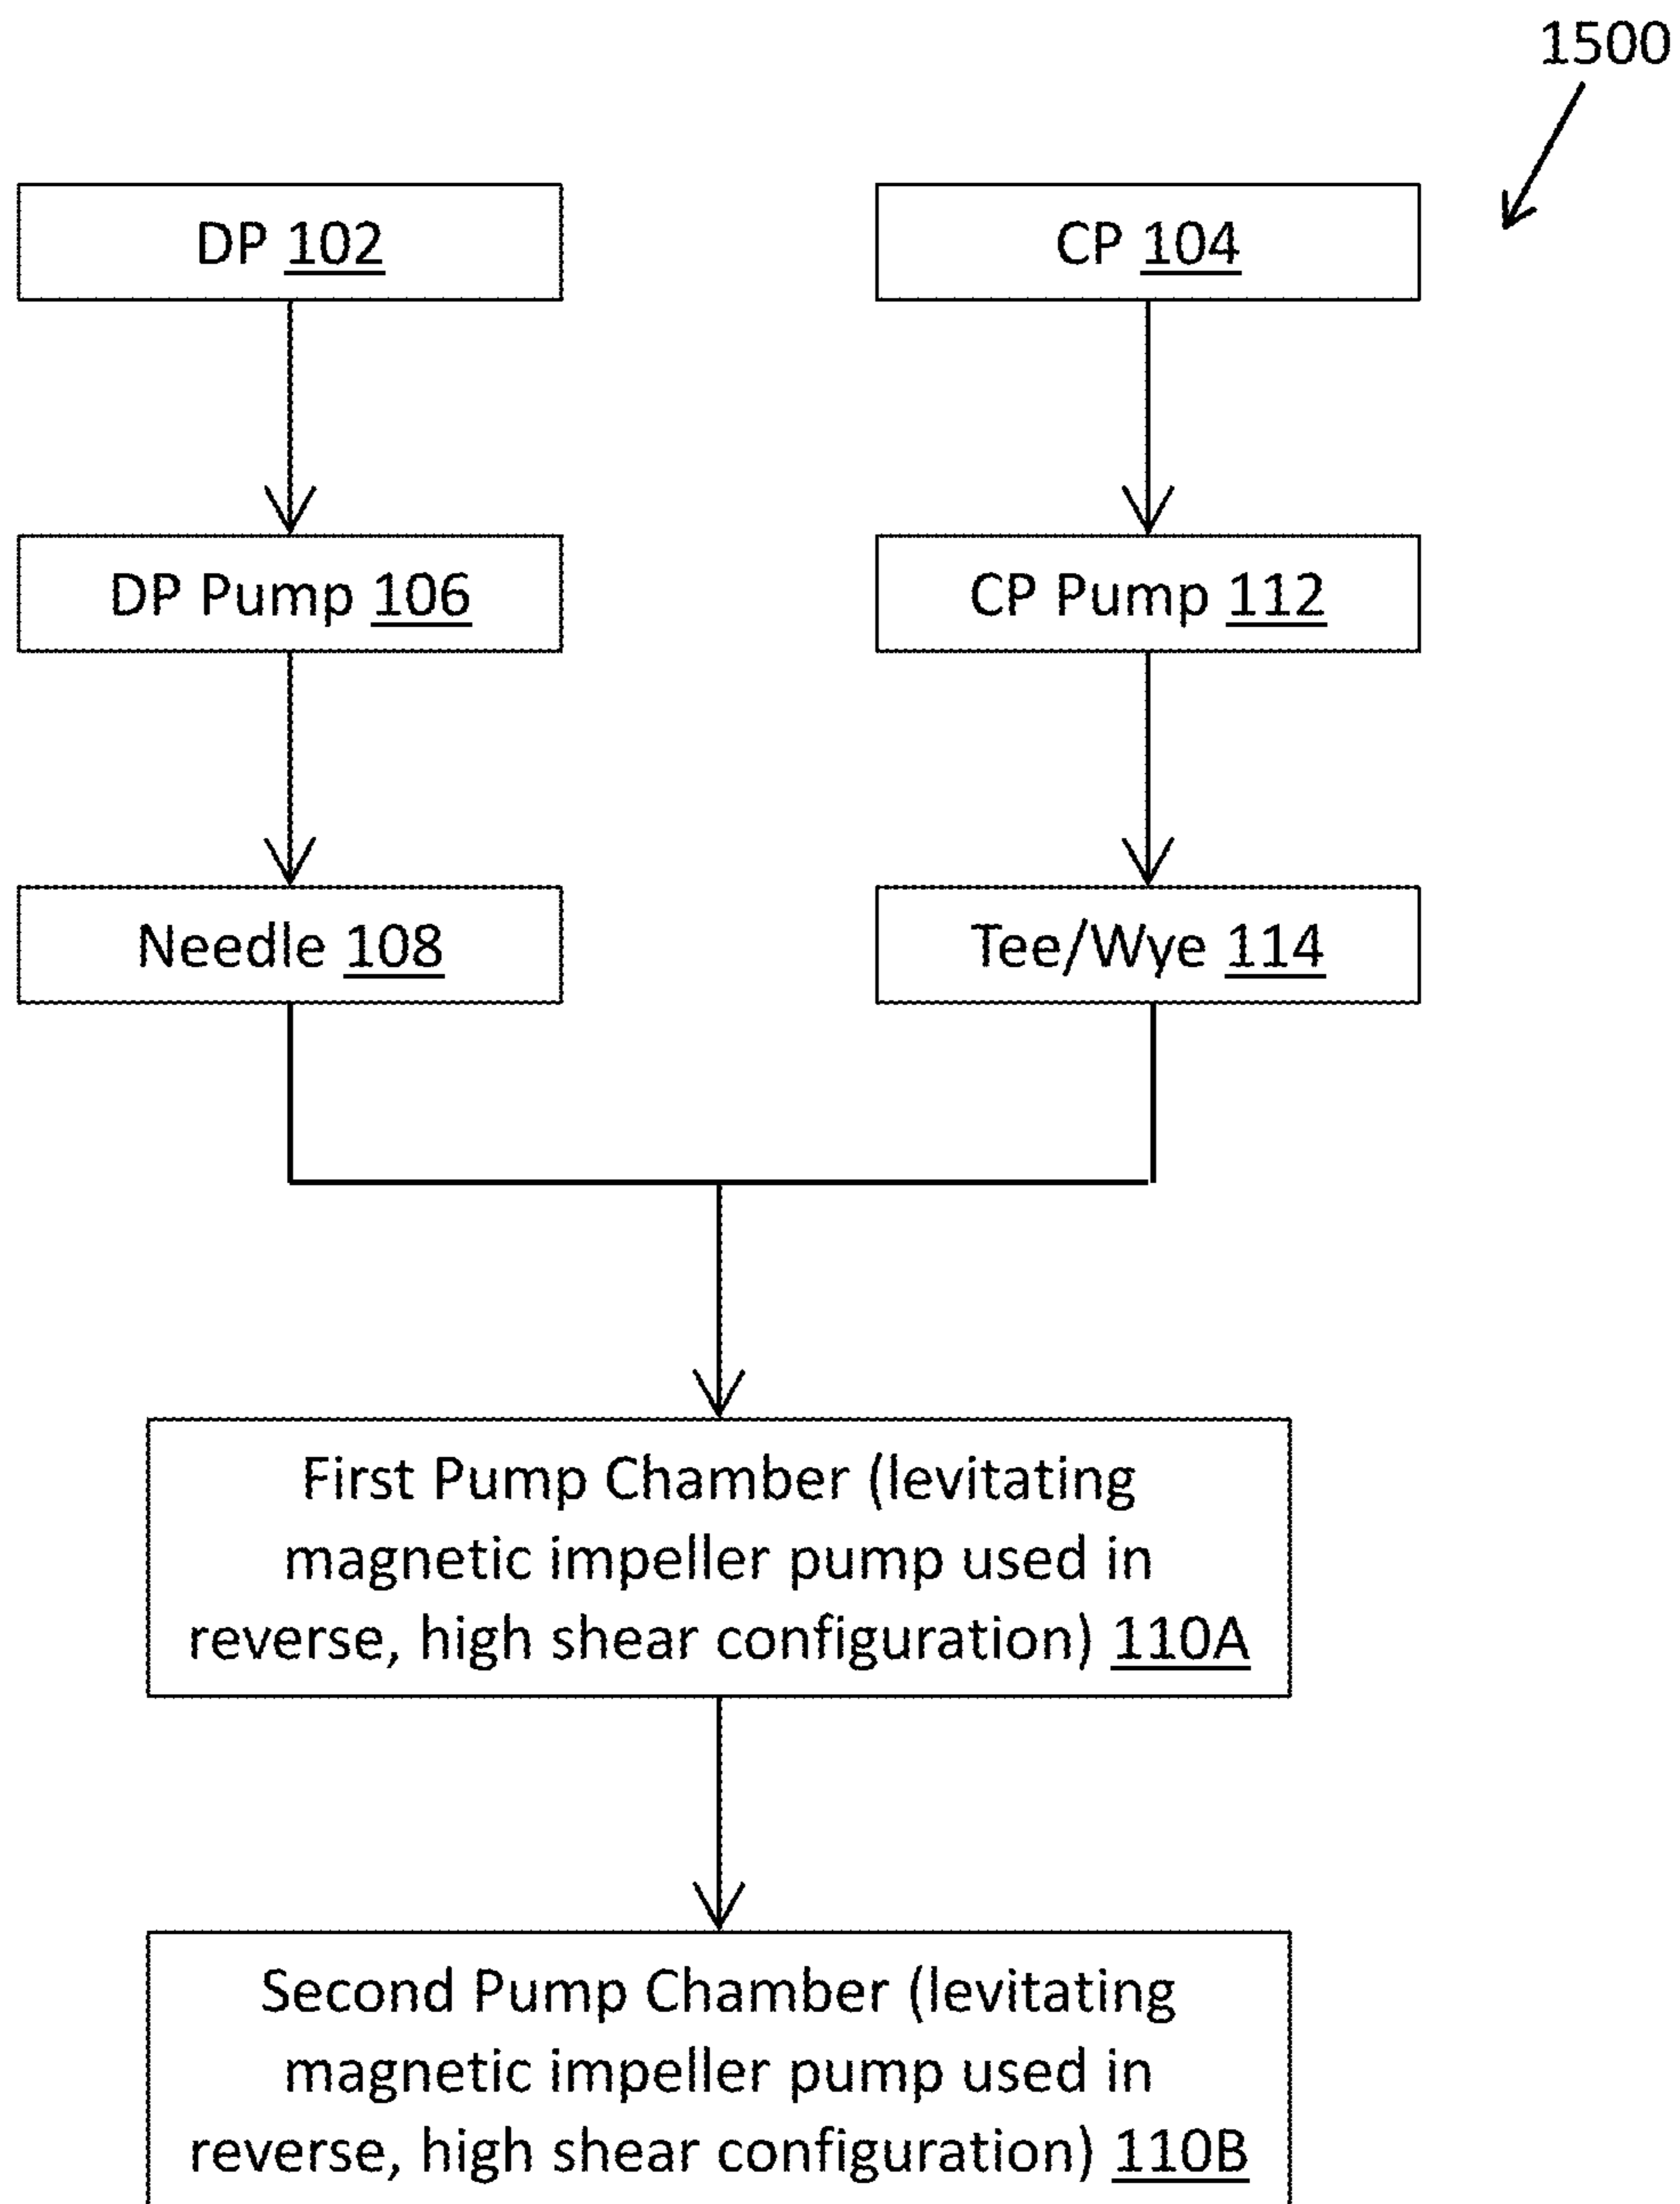 1500
DP 102
CP 104
DP Pump 106
CP Pump 112
Needle 108
Tee/Wye 114
First Pump Chamber (levitating
magnetic impeller pump used in
reverse, high shear configuration) 110A
Second Pump Chamber (levitating
magnetic impeller pump used in
reverse, high shear configuration) 110B